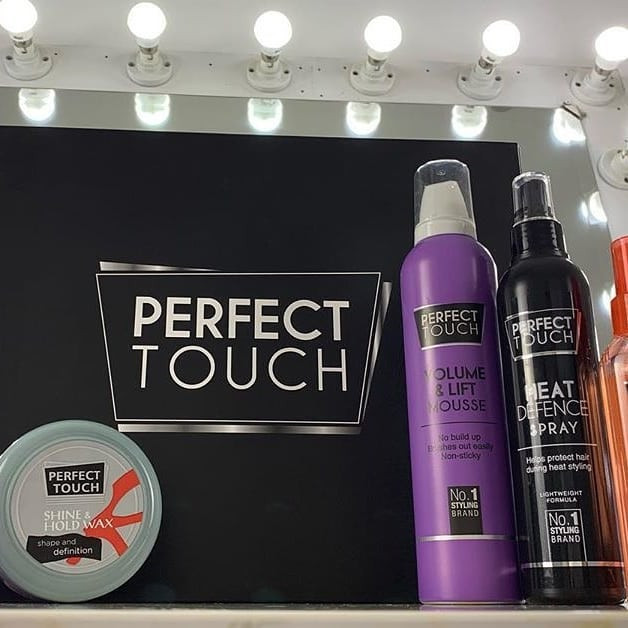 PERFECT
TOUCH
PERFECT
TOUCH
SHINE &
HOLD WAX
shape and
definition
PERFECT
TOUCH
VOLUME
& LIFT
MOUSSE
No build up
Brushes out easily
Non-sticky
No.1
STYLING
BRAND
PERFECT
TOUCH
HEAT
DEFENCE
SPRAY
Helps protect hair
during heat styling
LIGHTWEIGHT
FORMULA
No.1
STYLING
BRAND